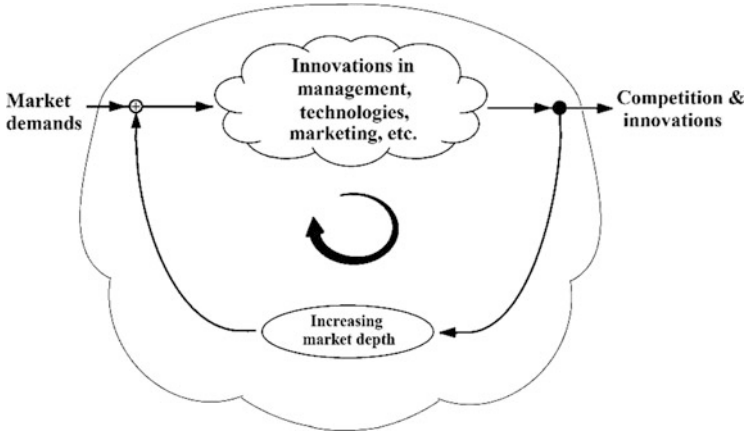 Market
demands
Innovations in
management,
technologies,
marketing, etc.
Competition &
innovations
Increasing
market depth